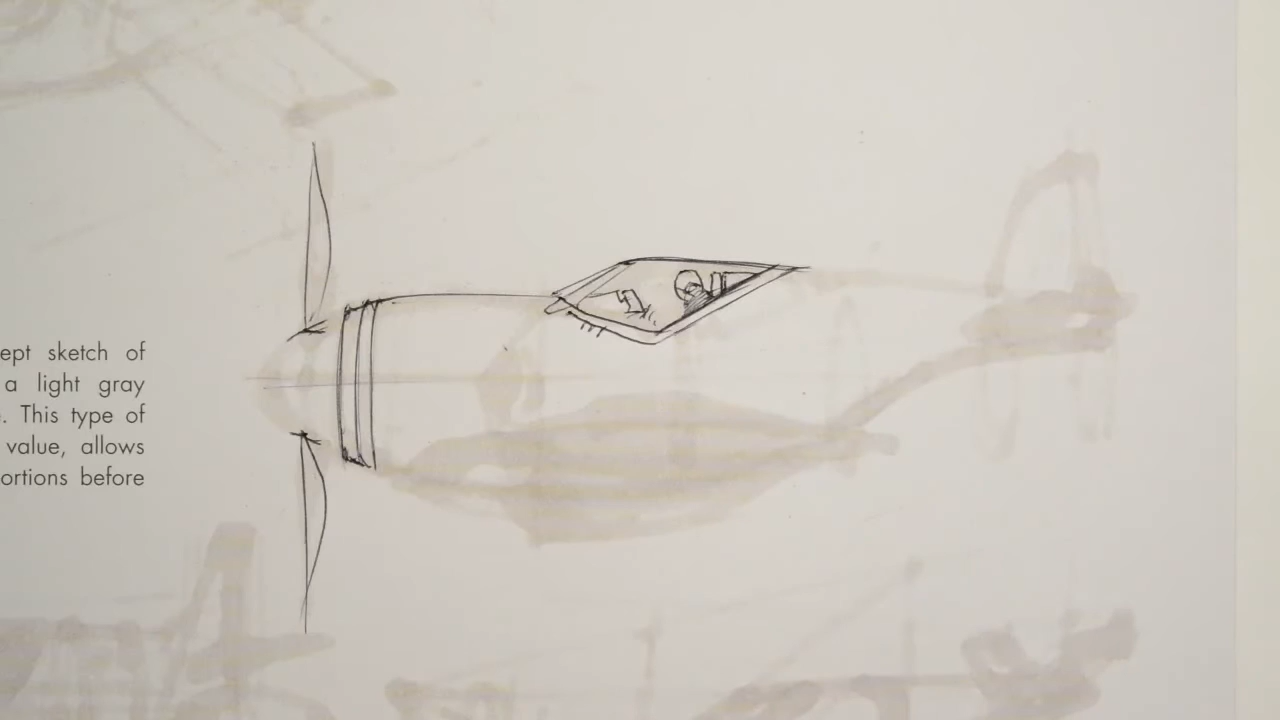 ept sketch of
a light gray
. This type of
value, allows
ortions before